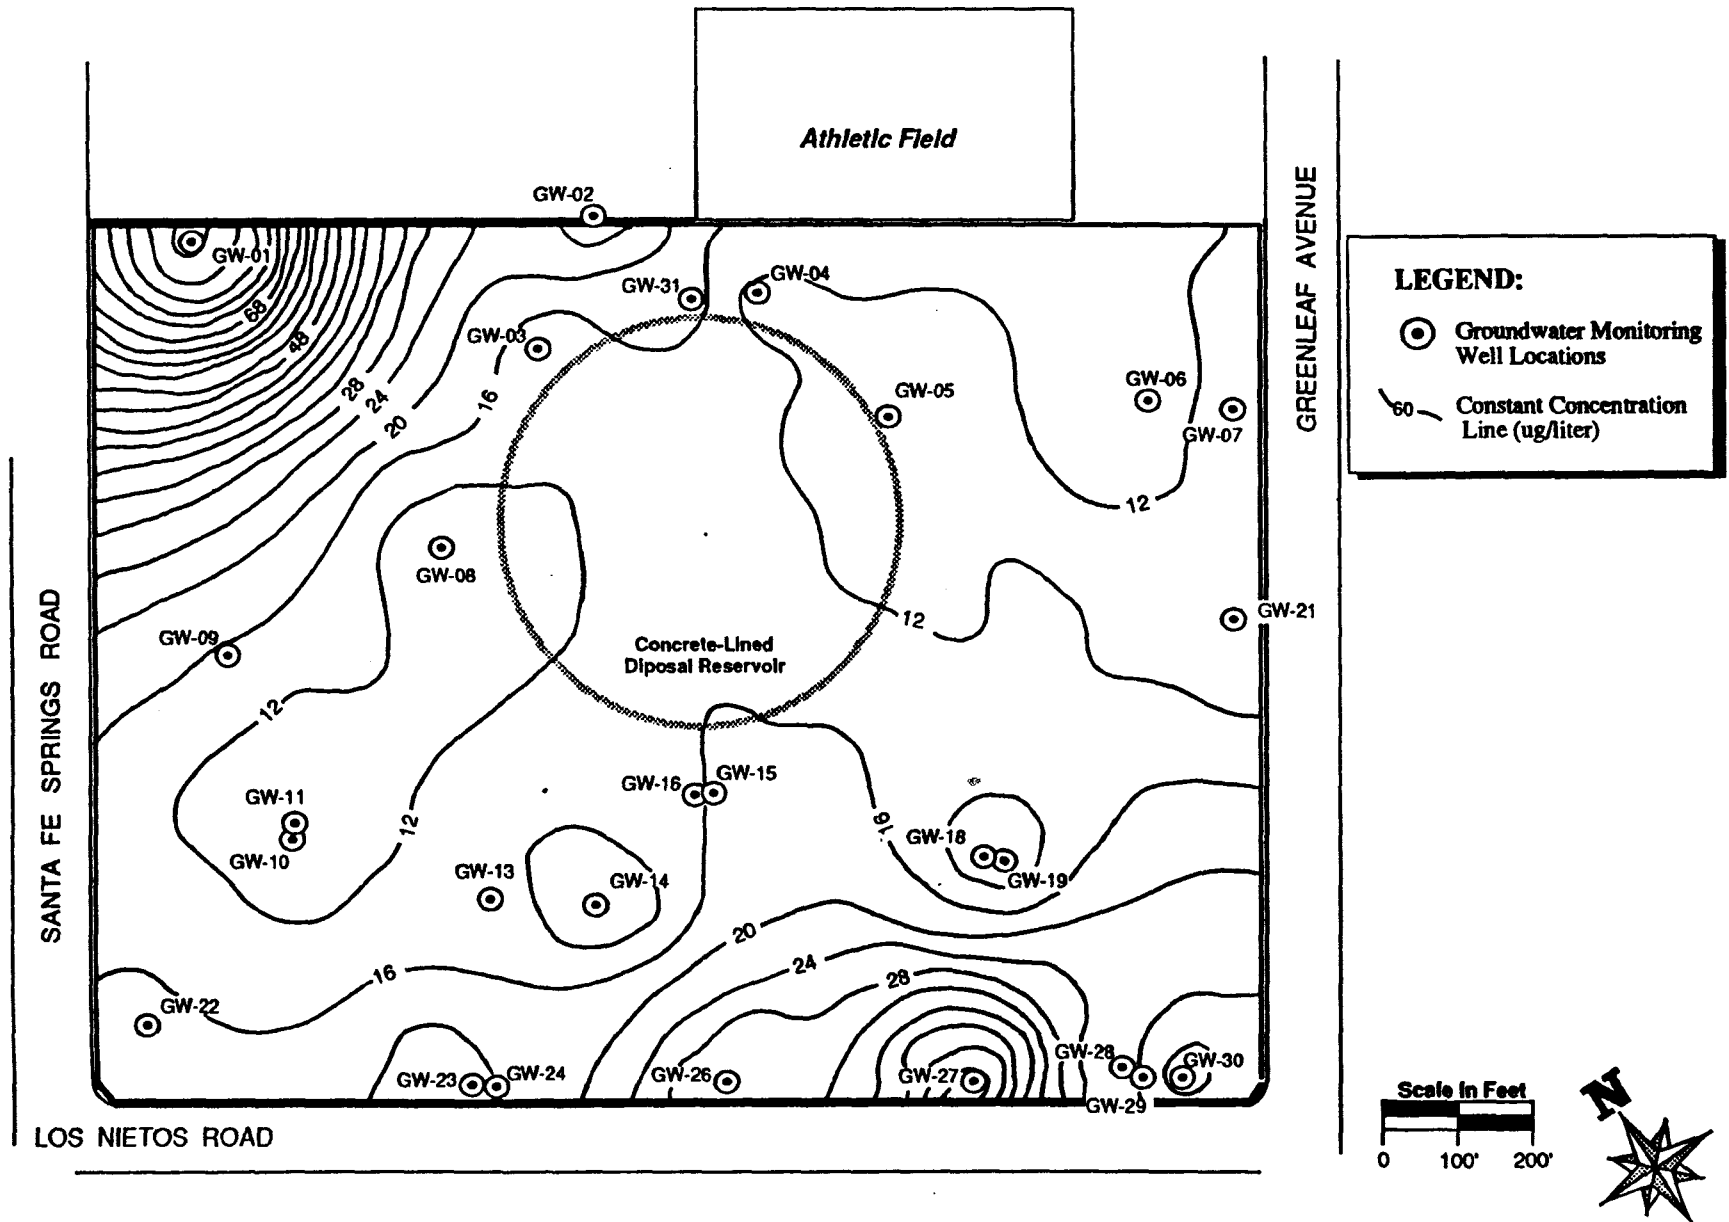 Athletic Field
GW-02
GW-01
GW-31
GW-04
GW-03
68
48
28
24
20
16
GW-05
GW-06
GW-07
12
GREENLEAF AVENUE
LEGEND:
Groundwater Monitoring
Well Locations
60
Constant Concentration
Line (ug/liter)
GW-08
GW-09
12
GW-21
Concrete-Lined
Diposal Reservoir
12
SANTA FE SPRINGS ROAD
GW-11
GW-10
12
GW-16
GW-15
16
GW-18
GW-19
GW-13
GW-14
20
24
28
16
GW-22
GW-23
GW-24
GW-26
GW-27
GW-28
GW-29
GW-30
LOS NIETOS ROAD
Scale In Feet
0 100' 200'
N